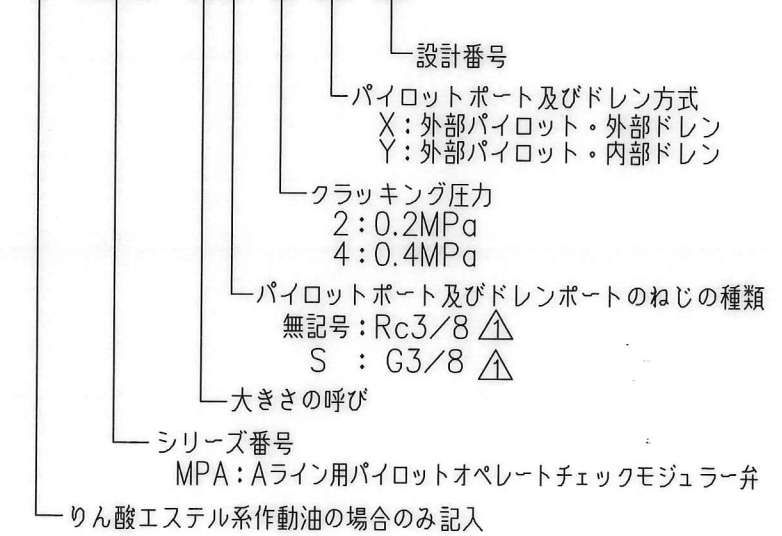 設計番号
パイロットポート及びドレン方式
X：外部パイロット・外部ドレン
Y：外部パイロット・内部ドレン
クラッキング圧力
2：0.2MPa
4：0.4MPa
パイロットポート及びドレンポートのねじの種類
無記号：Rc3/8 1
S ： G3/8 1
大きさの呼び
シリーズ番号
MPA：Aライン用パイロットオペレートチェックモジュラー弁
りん酸エステル系作動油の場合のみ記入